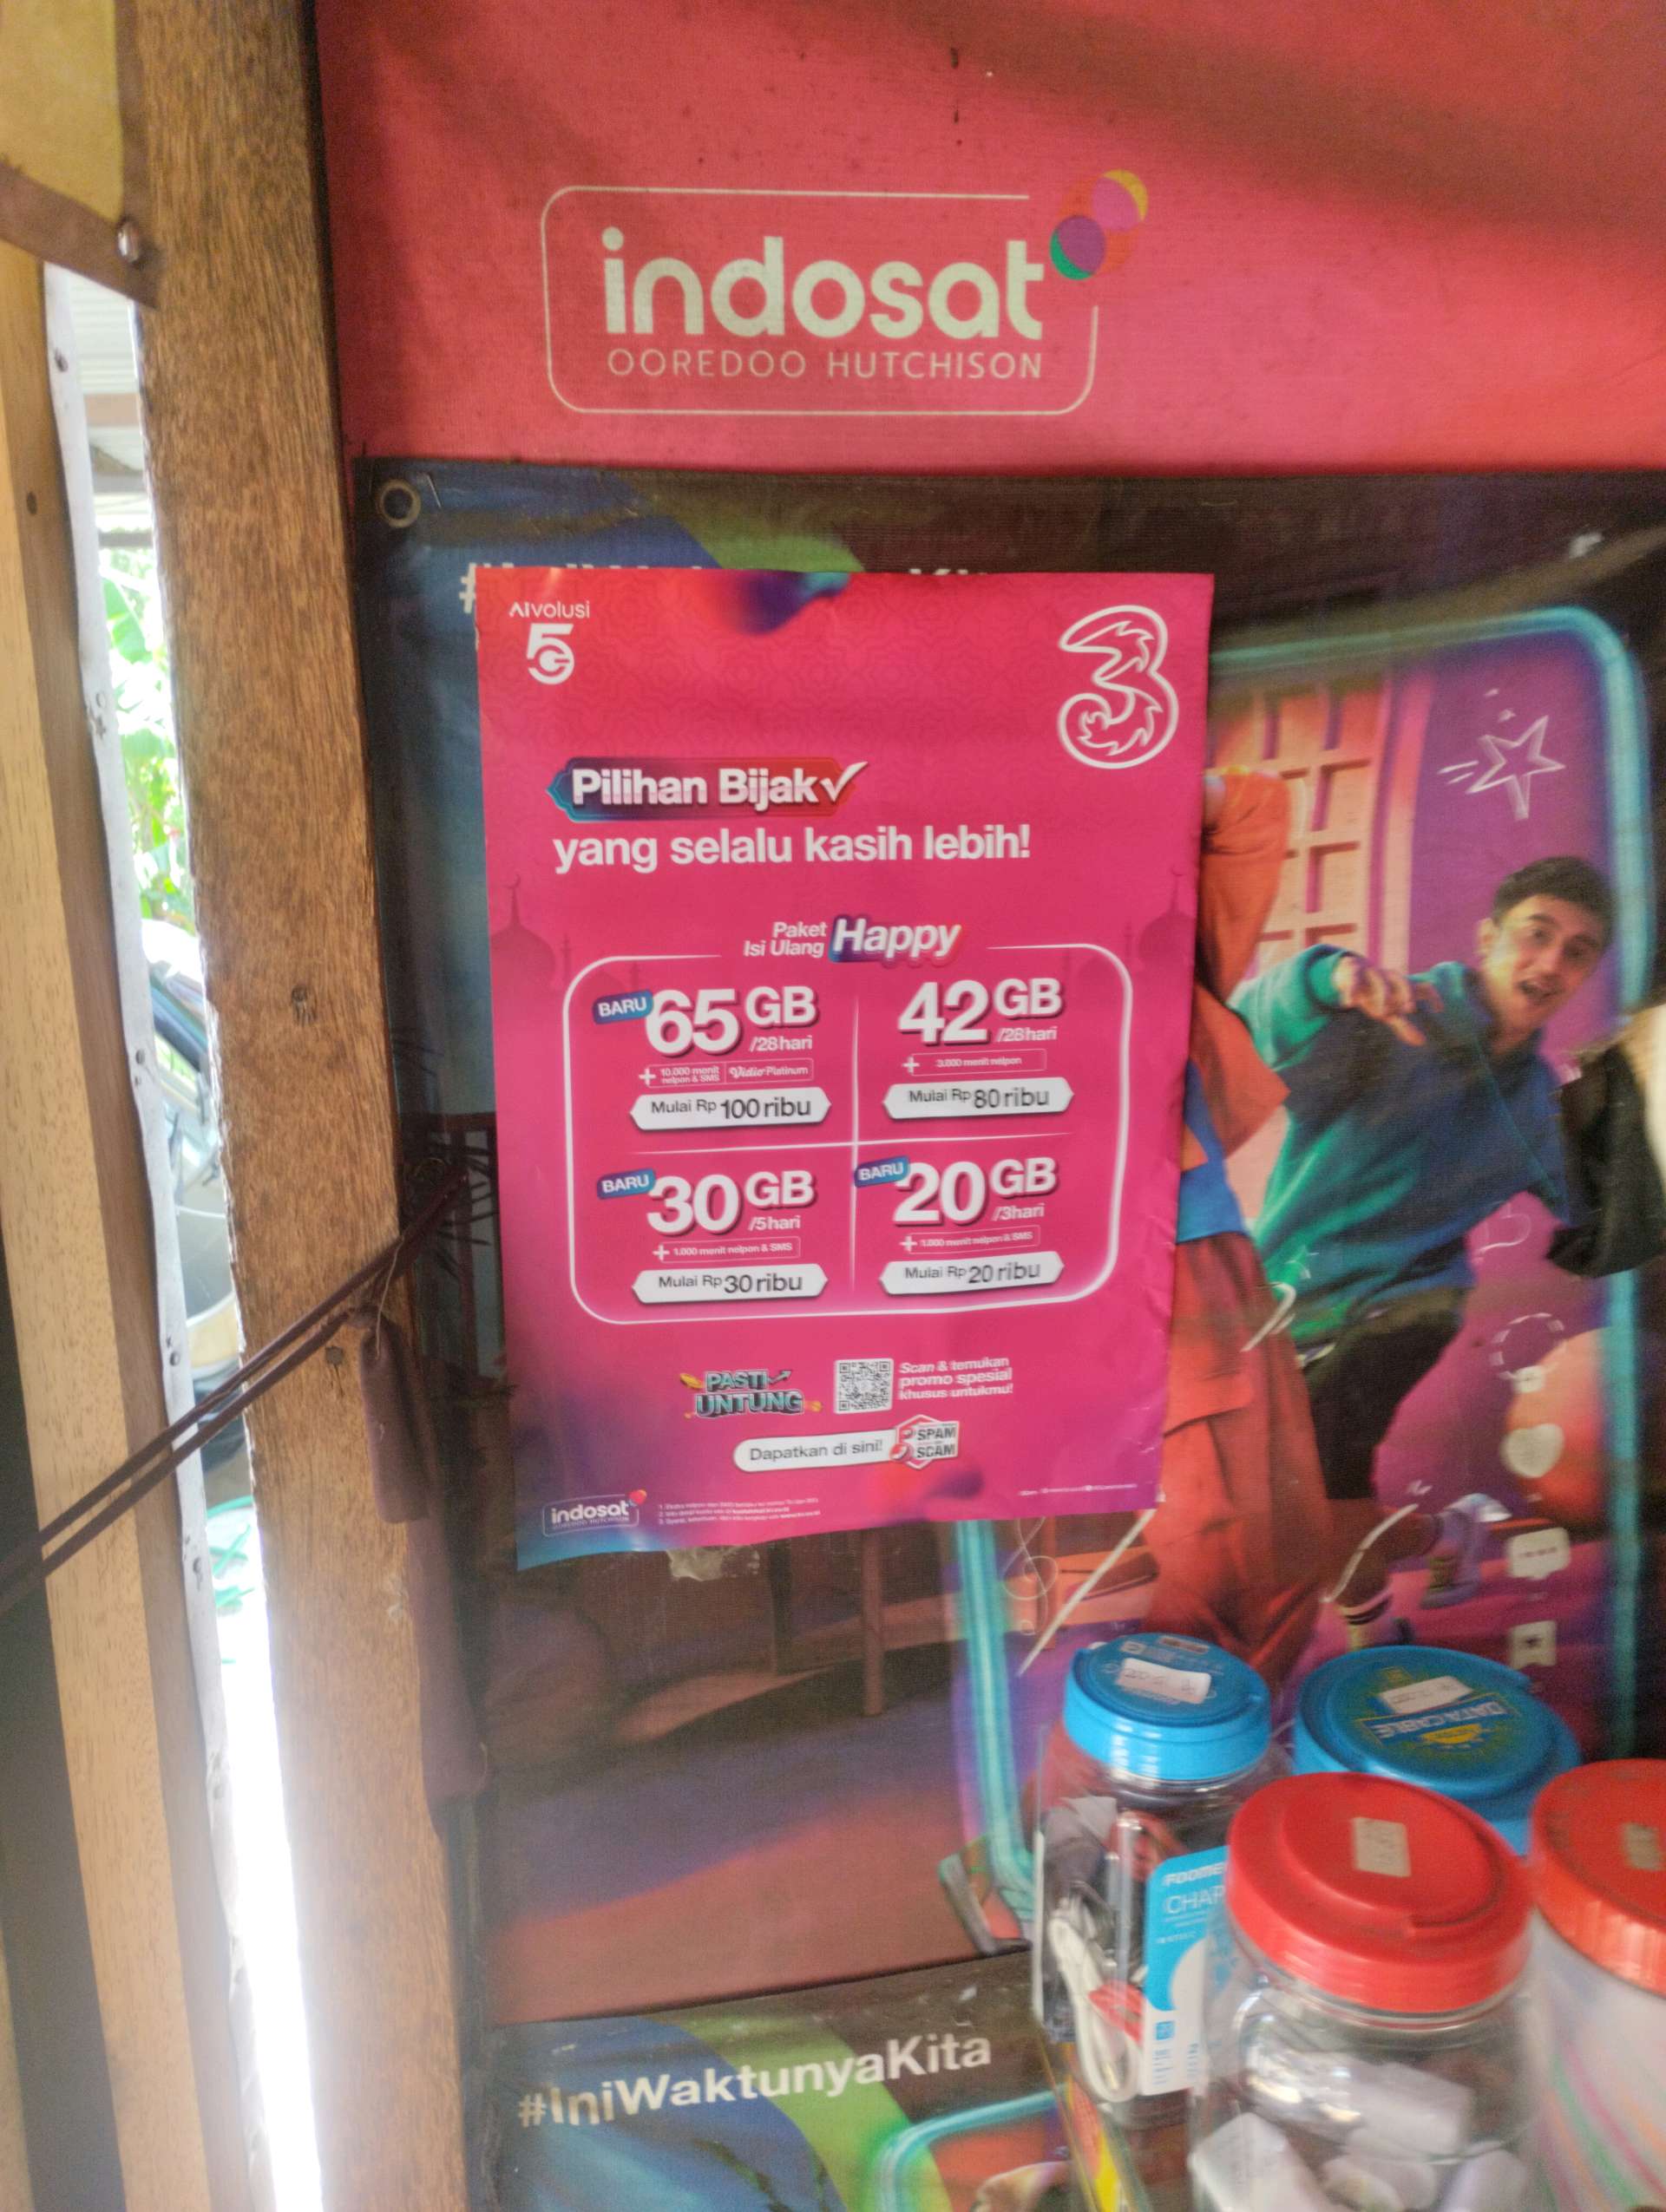 indosat
OOREDOO HUTCHISON
AIvolusi
5G
3
Pilihan Bijak
yang selalu kasih lebih!
Paket
Isi Ulang
Happy
BARU
65 GB
/28hari
+ 10.000 menit
nelpon & SMS
Vidio Platinum
Mulai Rp 100 ribu
42 GB
/28hari
+ 3.000 menit nelpon
Mulai Rp 80 ribu
BARU
30 GB
/5hari
+ 1.000 menit nelpon & SMS
Mulai Rp 30 ribu
BARU
20 GB
/3hari
+ 1.000 menit nelpon & SMS
Mulai Rp 20 ribu
PASTI
UNTUNG
Scan & temukan
promo spesial
khusus untukmu!
Dapatkan di sini!
SPAM
SCAM
indosat
OOREDOO HUTCHISON
DATA CABLE
#IniWaktunyaKita